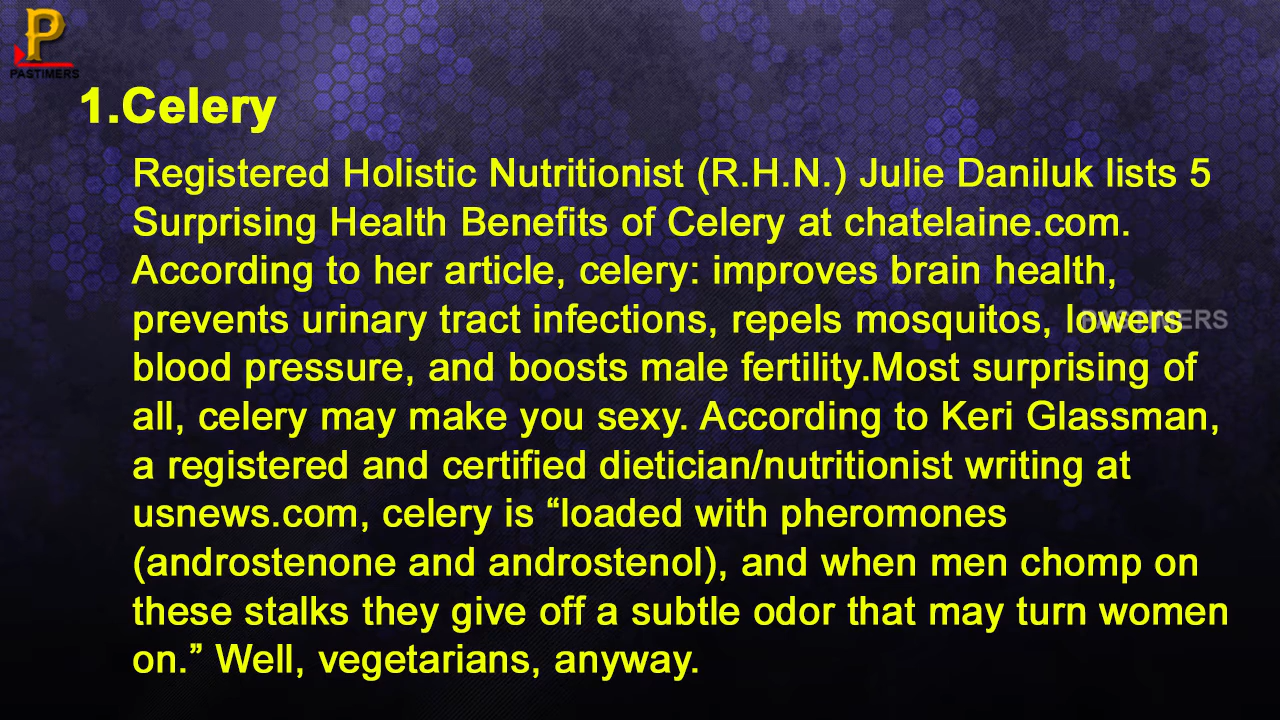 P
PASTIMERS
1.Celery
Registered Holistic Nutritionist (R.H.N.) Julie Daniluk lists 5
Surprising Health Benefits of Celery at chatelaine.com.
According to her article, celery: improves brain health,
prevents urinary tract infections, repels mosquitos, lowers
PASTIMERS
blood pressure, and boosts male fertility.Most surprising of
all, celery may make you sexy. According to Keri Glassman,
a registered and certified dietician/nutritionist writing at
usnews.com, celery is “loaded with pheromones
(androstenone and androstenol), and when men chomp on
these stalks they give off a subtle odor that may turn women
on.” Well, vegetarians, anyway.